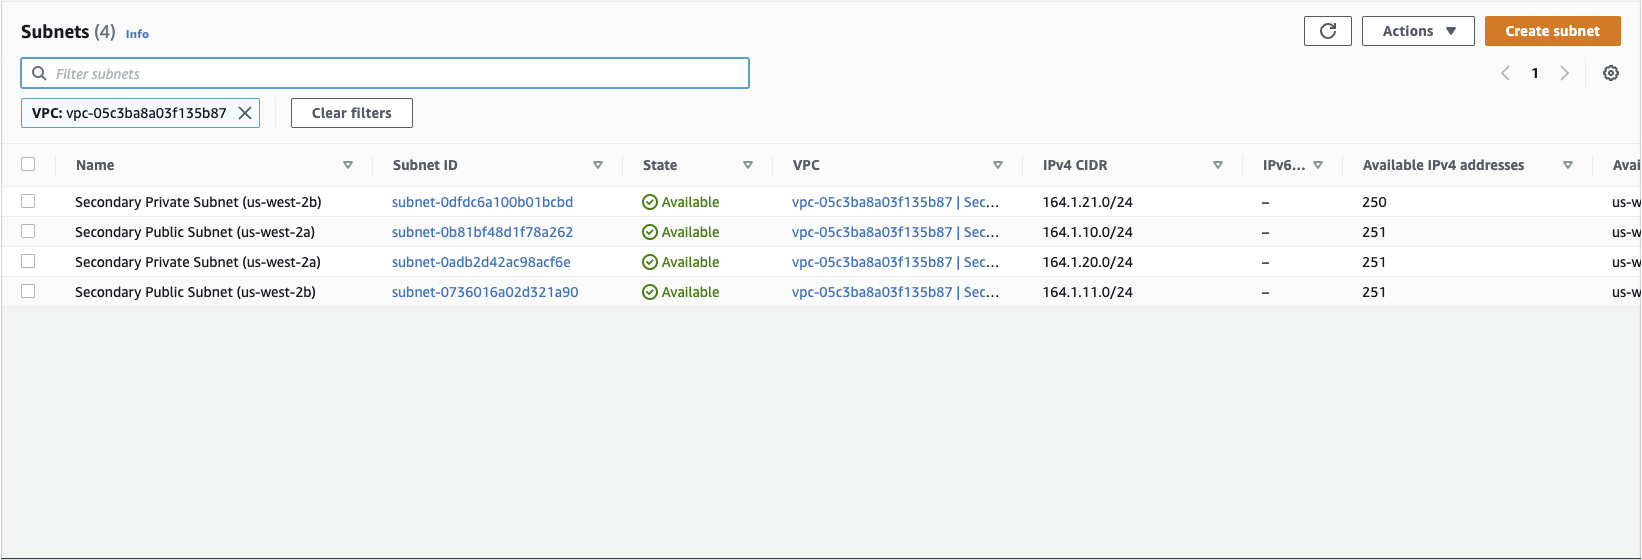 Subnets (4) Info
Actions ▼
Create subnet
Filter subnets
1
VPC: vpc-05c3ba8a03f135b87
Clear filters
Name Subnet ID State VPC IPv4 CIDR IPv6... Available IPv4 addresses Avai
Secondary Private Subnet (us-west-2b) subnet-0dfdc6a100b01bcbd Available vpc-05c3ba8a03f135b87 | Sec... 164.1.21.0/24 – 250 us-w
Secondary Public Subnet (us-west-2a) subnet-0b81bf48d1f78a262 Available vpc-05c3ba8a03f135b87 | Sec... 164.1.10.0/24 – 251 us-w
Secondary Private Subnet (us-west-2a) subnet-0adb2d42ac98acf6e Available vpc-05c3ba8a03f135b87 | Sec... 164.1.20.0/24 – 251 us-w
Secondary Public Subnet (us-west-2b) subnet-0736016a02d321a90 Available vpc-05c3ba8a03f135b87 | Sec... 164.1.11.0/24 – 251 us-w